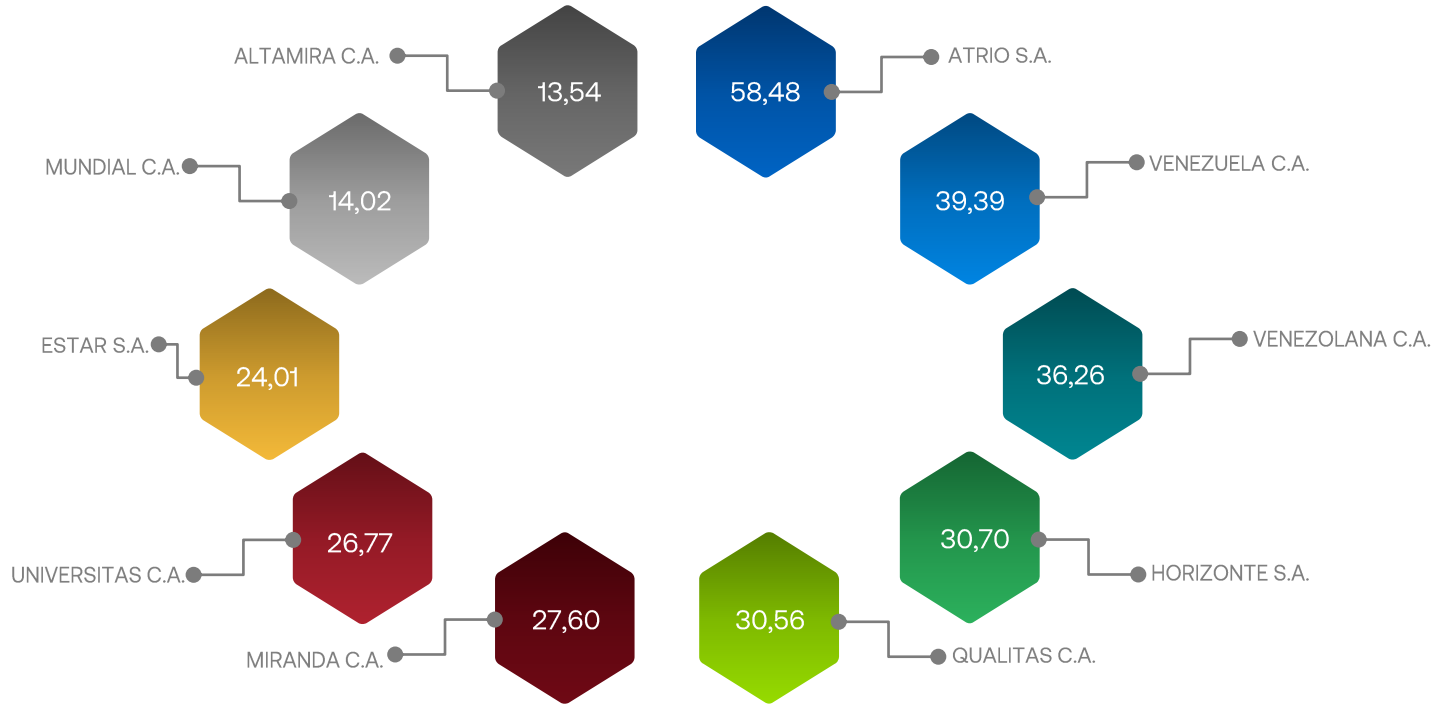 ALTAMIRA C.A.
13,54
58,48
ATRIO S.A.
MUNDIAL C.A.
14,02
39,39
VENEZUELA C.A.
ESTAR S.A.
24,01
36,26
VENEZOLANA C.A.
UNIVERSITAS C.A.
26,77
30,70
HORIZONTE S.A.
MIRANDA C.A.
27,60
30,56
QUALITAS C.A.